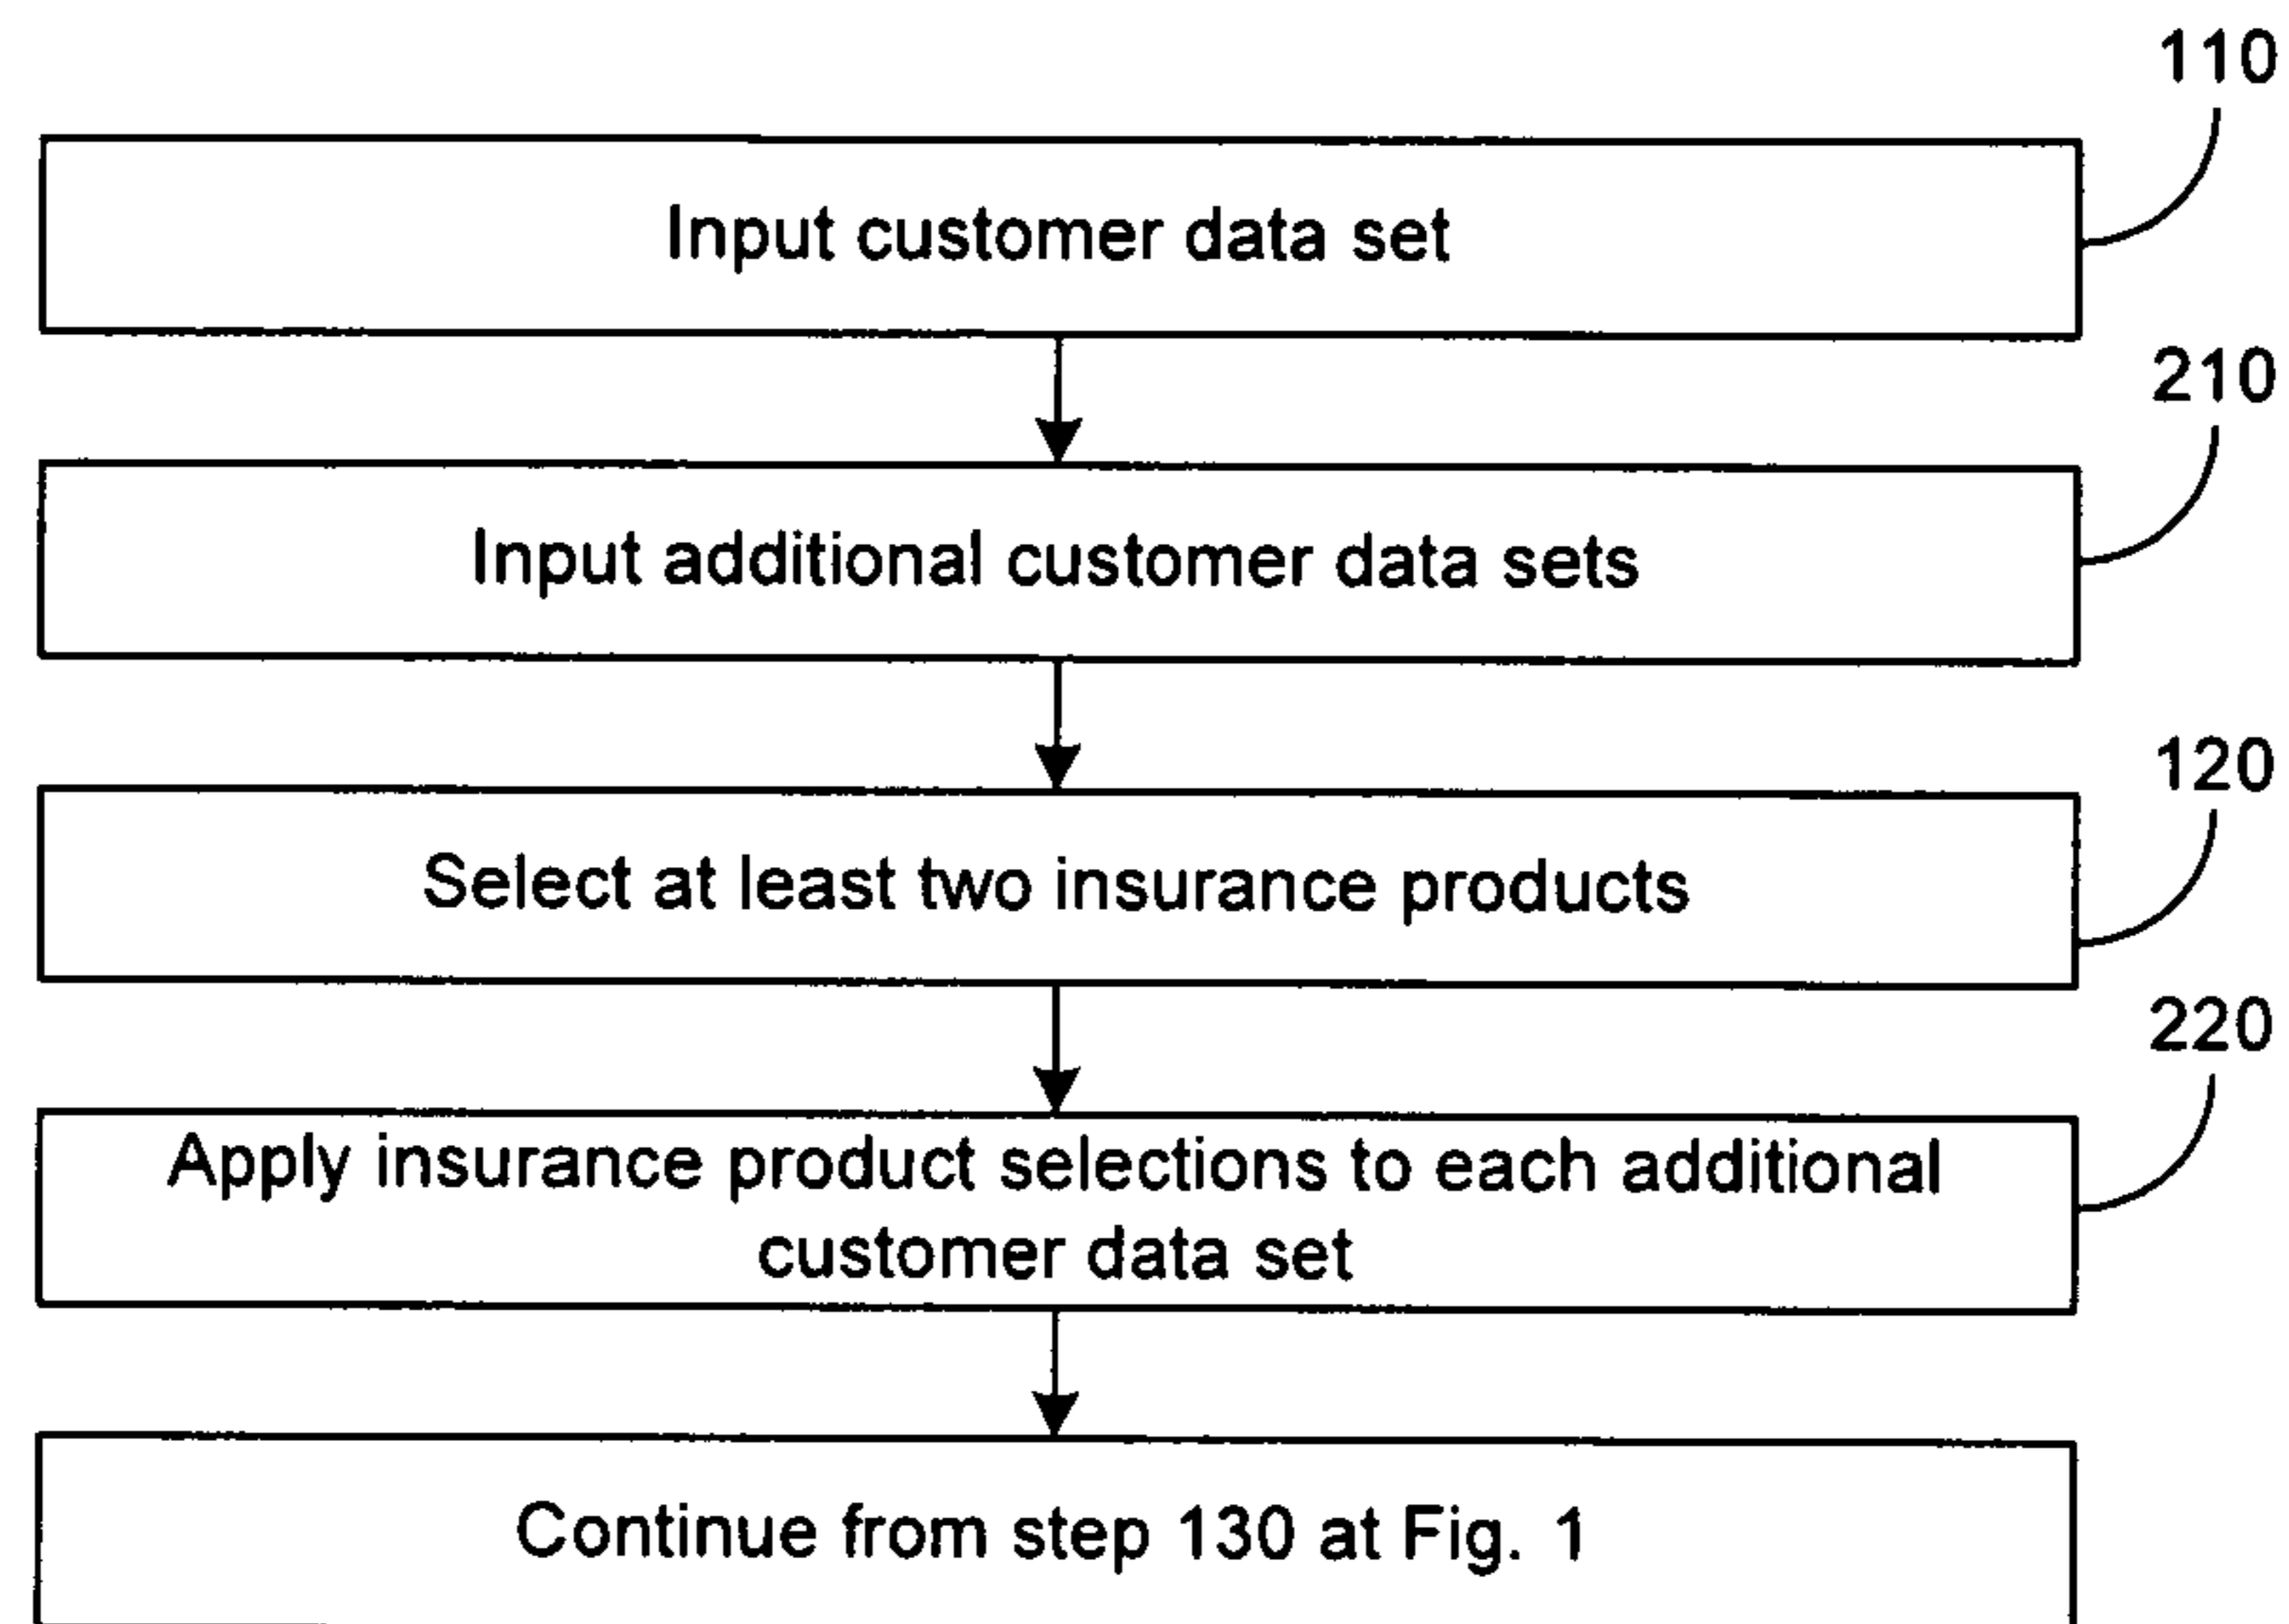 110
Input customer data set
210
Input additional customer data sets
120
Select at least two insurance products
220
Apply insurance product selections to each additional
customer data set
Continue from step 130 at Fig. 1